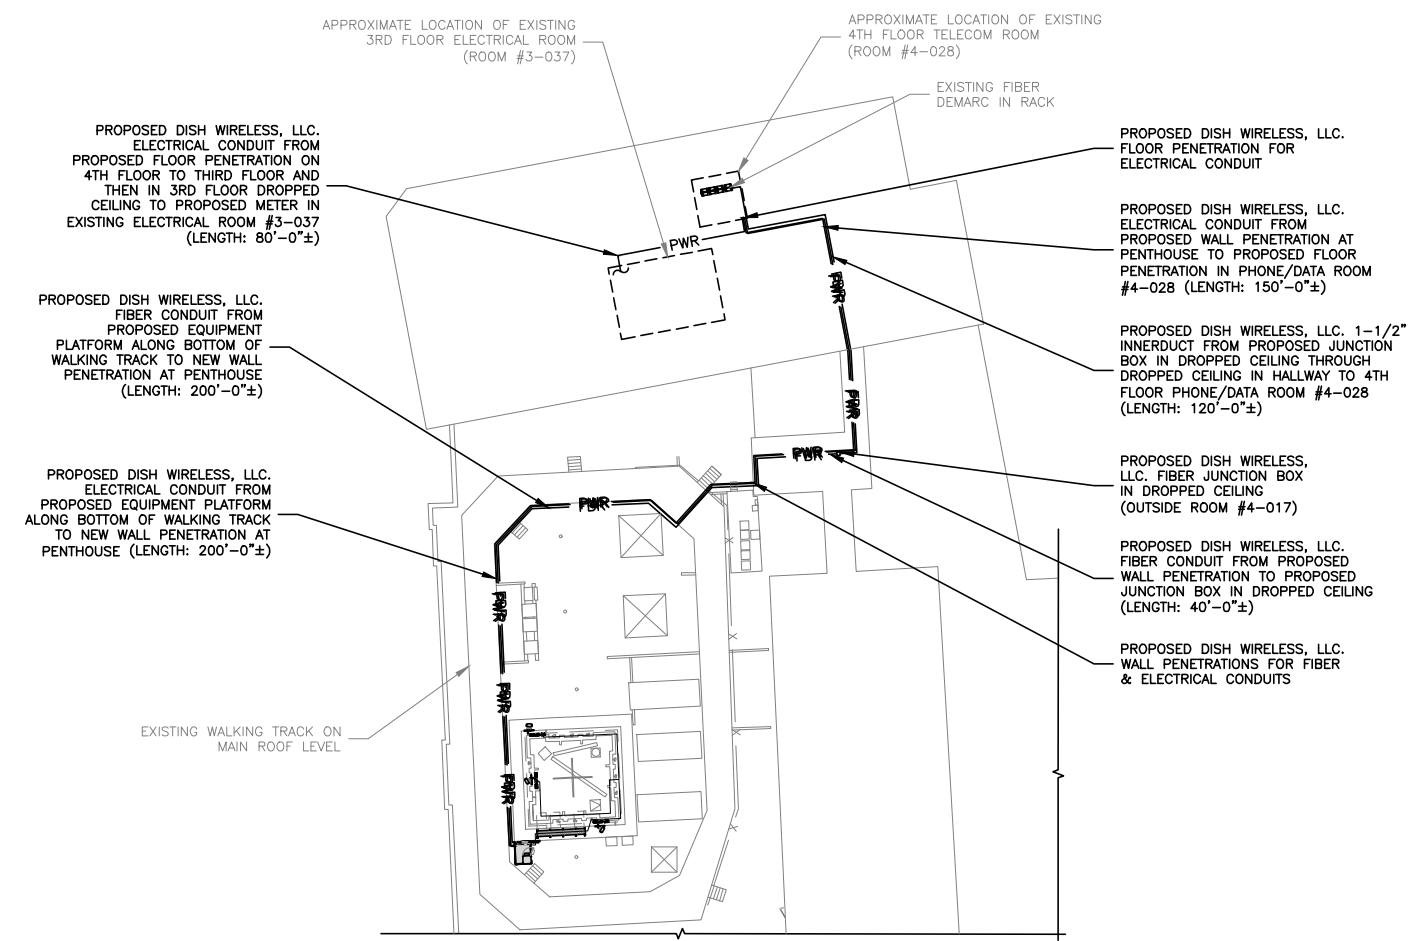 APPROXIMATE LOCATION OF EXISTING
3RD FLOOR ELECTRICAL ROOM
(ROOM #3-037)
APPROXIMATE LOCATION OF EXISTING
4TH FLOOR TELECOM ROOM
(ROOM #4-028)
EXISTING FIBER
DEMARC IN RACK
PROPOSED DISH WIRELESS, LLC.
ELECTRICAL CONDUIT FROM
PROPOSED FLOOR PENETRATION ON
4TH FLOOR TO THIRD FLOOR AND
THEN IN 3RD FLOOR DROPPED
CEILING TO PROPOSED METER IN
EXISTING ELECTRICAL ROOM #3-037
(LENGTH: 80'-0"±)
PROPOSED DISH WIRELESS, LLC.
FIBER CONDUIT FROM
PROPOSED EQUIPMENT
PLATFORM ALONG BOTTOM OF
WALKING TRACK TO NEW WALL
PENETRATION AT PENTHOUSE
(LENGTH: 200'-0"±)
PROPOSED DISH WIRELESS, LLC.
ELECTRICAL CONDUIT FROM
PROPOSED EQUIPMENT PLATFORM
ALONG BOTTOM OF WALKING TRACK
TO NEW WALL PENETRATION AT
PENTHOUSE (LENGTH: 200'-0"±)
EXISTING WALKING TRACK ON
MAIN ROOF LEVEL
PROPOSED DISH WIRELESS, LLC.
FLOOR PENETRATION FOR
ELECTRICAL CONDUIT
PROPOSED DISH WIRELESS, LLC.
ELECTRICAL CONDUIT FROM
PROPOSED WALL PENETRATION AT
PENTHOUSE TO PROPOSED FLOOR
PENETRATION IN PHONE/DATA ROOM
#4-028 (LENGTH: 150'-0"±)
PROPOSED DISH WIRELESS, LLC. 1-1/2"
INNERDUCT FROM PROPOSED JUNCTION
BOX IN DROPPED CEILING THROUGH
DROPPED CEILING IN HALLWAY TO 4TH
FLOOR PHONE/DATA ROOM #4-028
(LENGTH: 120'-0"±)
PROPOSED DISH WIRELESS,
LLC. FIBER JUNCTION BOX
IN DROPPED CEILING
(OUTSIDE ROOM #4-017)
PROPOSED DISH WIRELESS, LLC.
FIBER CONDUIT FROM PROPOSED
WALL PENETRATION TO PROPOSED
JUNCTION BOX IN DROPPED CEILING
(LENGTH: 40'-0"±)
PROPOSED DISH WIRELESS, LLC.
WALL PENETRATIONS FOR FIBER
& ELECTRICAL CONDUITS
PWR
PWR
PWR
PWR
PWR
PWR
PWR
PWR